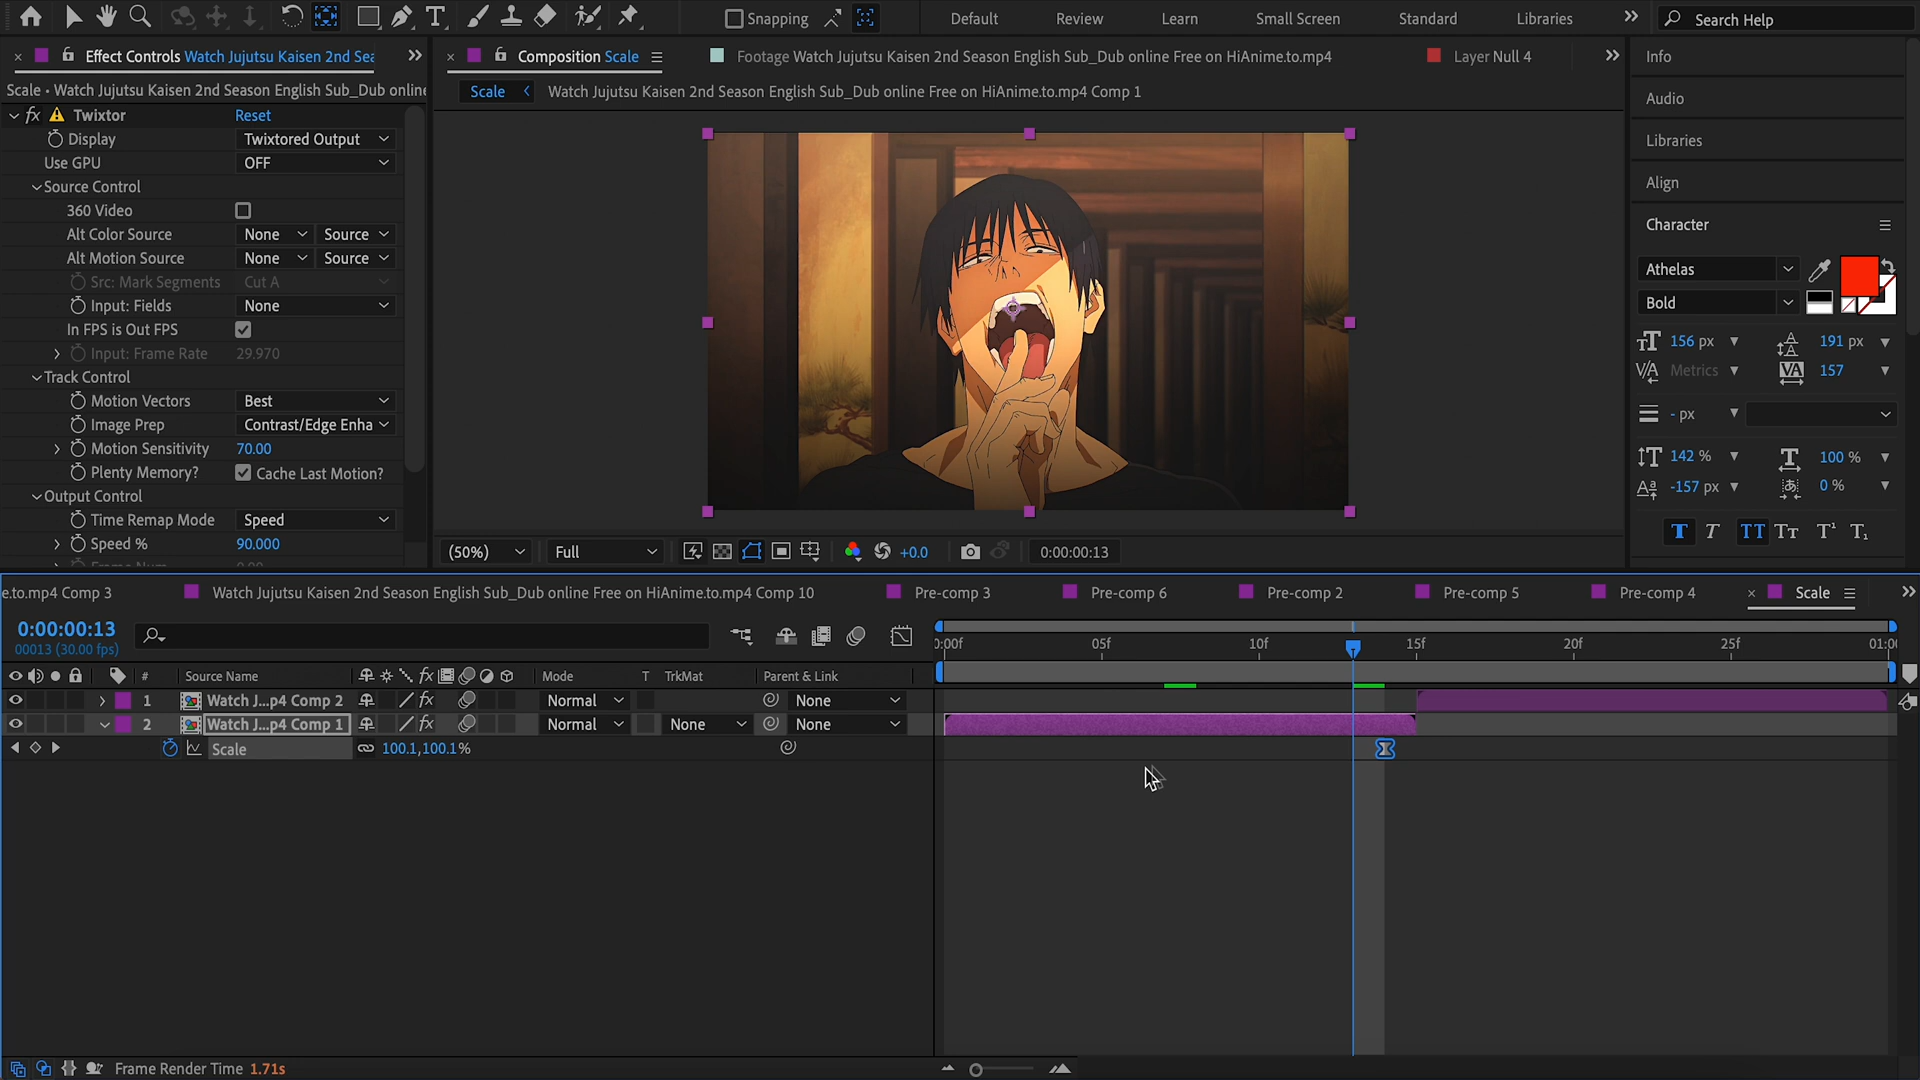 Snapping
Default
Review
Learn
Small Screen
Standard
Libraries
Search Help
Effect Controls Watch Jujutsu Kaisen 2nd Sea
Composition Scale
Footage Watch Jujutsu Kaisen 2nd Season English Sub_Dub online Free on HiAnime.to.mp4
Layer Null 4
Scale • Watch Jujutsu Kaisen 2nd Season English Sub_Dub online
Scale
Watch Jujutsu Kaisen 2nd Season English Sub_Dub online Free on HiAnime.to.mp4 Comp 1
fx Twixtor Reset
Display Twixtored Output
Use GPU OFF
Source Control
360 Video
Alt Color Source None Source
Alt Motion Source None Source
Src: Mark Segments Cut A
Input: Fields None
In FPS is Out FPS
Input: Frame Rate 29.970
Track Control
Motion Vectors Best
Image Prep Contrast/Edge Enha
Motion Sensitivity 70.00
Plenty Memory? Cache Last Motion?
Output Control
Time Remap Mode Speed
Speed % 90.000
(50%) Full +0.0 0:00:00:13
Info
Audio
Libraries
Align
Character
Athelas
Bold
156 px 191 px
Metrics 157
- px
142 % 100 %
-157 px 0 %
T T TT Tt T¹ T₁
e.to.mp4 Comp 3
Watch Jujutsu Kaisen 2nd Season English Sub_Dub online Free on HiAnime.to.mp4 Comp 10
Pre-comp 3
Pre-comp 6
Pre-comp 2
Pre-comp 5
Pre-comp 4
Scale
0:00:00:13
00013 (30.00 fps)
0:00f 05f 10f 15f 20f 25f 01:0
# Source Name fx Mode T TrkMat Parent & Link
1 Watch J...p4 Comp 2 fx Normal None
2 Watch J...p4 Comp 1 fx Normal None None
Scale 100.1,100.1%
Frame Render Time 1.71s